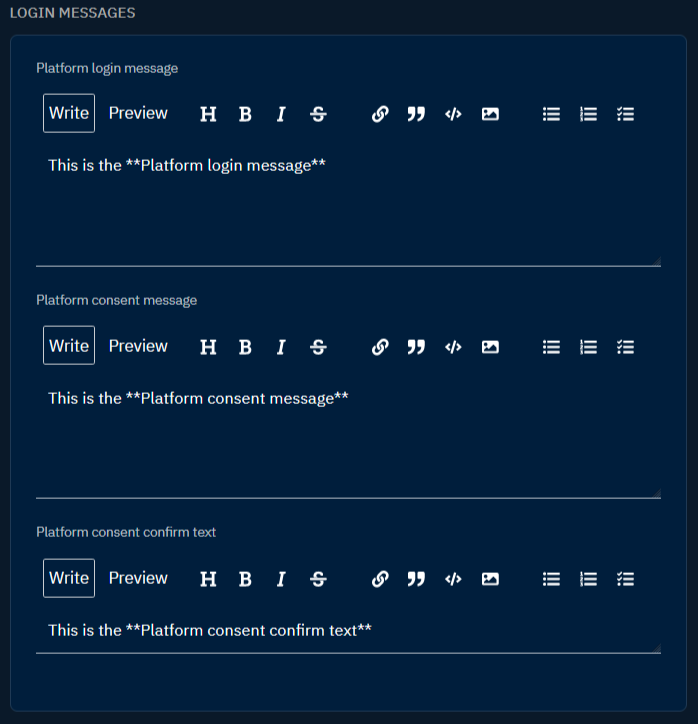 LOGIN MESSAGES
Platform login message
Write Preview H B I S
This is the **Platform login message**
Platform consent message
Write Preview H B I S
This is the **Platform consent message**
Platform consent confirm text
Write Preview H B I S
This is the **Platform consent confirm text**